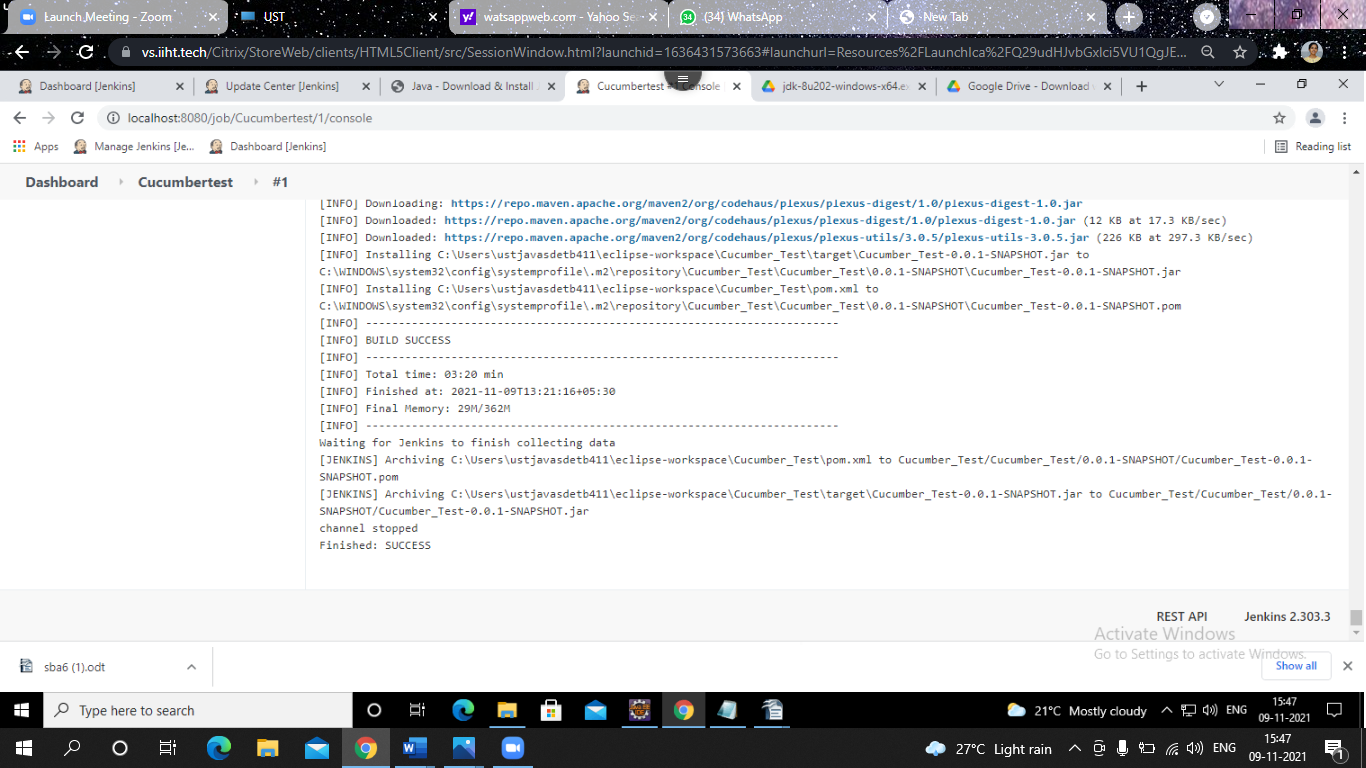 Launch Meeting - Zoom
UST
watsappweb.com - Yahoo Se
(34) WhatsApp
New Tab
vs.iiht.tech/Citrix/StoreWeb/clients/HTML5Client/src/SessionWindow.html?launchid=1636431573663#launchurl=Resources%2FLaunchIca%2FQ29udHJvbGxlci5VU1QgJE...
Dashboard [Jenkins]
Update Center [Jenkins]
Java - Download & Install
Cucumbertest Console
jdk-8u202-windows-x64.e
Google Drive - Download
localhost:8080/job/Cucumbertest/1/console
Apps
Manage Jenkins [Je...
Dashboard [Jenkins]
Reading list
Dashboard
Cucumbertest
#1
[INFO] Downloading: https://repo.maven.apache.org/maven2/org/codehaus/plexus/plexus-digest/1.0/plexus-digest-1.0.jar
[INFO] Downloaded: https://repo.maven.apache.org/maven2/org/codehaus/plexus/plexus-digest/1.0/plexus-digest-1.0.jar (12 KB at 17.3 KB/sec)
[INFO] Downloaded: https://repo.maven.apache.org/maven2/org/codehaus/plexus/plexus-utils/3.0.5/plexus-utils-3.0.5.jar (226 KB at 297.3 KB/sec)
[INFO] Installing C:\Users\ustjavasdetb411\eclipse-workspace\Cucumber_Test\target\Cucumber_Test-0.0.1-SNAPSHOT.jar to
C:\WINDOWS\system32\config\systemprofile\.m2\repository\Cucumber_Test\Cucumber_Test\0.0.1-SNAPSHOT\Cucumber_Test-0.0.1-SNAPSHOT.jar
[INFO] Installing C:\Users\ustjavasdetb411\eclipse-workspace\Cucumber_Test\pom.xml to
C:\WINDOWS\system32\config\systemprofile\.m2\repository\Cucumber_Test\Cucumber_Test\0.0.1-SNAPSHOT\Cucumber_Test-0.0.1-SNAPSHOT.pom
[INFO] ------------------------------------------------------------------------
[INFO] BUILD SUCCESS
[INFO] ------------------------------------------------------------------------
[INFO] Total time: 03:20 min
[INFO] Finished at: 2021-11-09T13:21:16+05:30
[INFO] Final Memory: 29M/362M
[INFO] ------------------------------------------------------------------------
Waiting for Jenkins to finish collecting data
[JENKINS] Archiving C:\Users\ustjavasdetb411\eclipse-workspace\Cucumber_Test\pom.xml to Cucumber_Test/Cucumber_Test/0.0.1-SNAPSHOT/Cucumber_Test-0.0.1-
SNAPSHOT.pom
[JENKINS] Archiving C:\Users\ustjavasdetb411\eclipse-workspace\Cucumber_Test\target\Cucumber_Test-0.0.1-SNAPSHOT.jar to Cucumber_Test/Cucumber_Test/0.0.1-
SNAPSHOT/Cucumber_Test-0.0.1-SNAPSHOT.jar
channel stopped
Finished: SUCCESS
REST API
Jenkins 2.303.3
Activate Windows
Go to Settings to activate Windows.
sba6 (1).odt
Show all
Type here to search
21°C Mostly cloudy
ENG
15:47
09-11-2021
27°C Light rain
ENG
15:47
09-11-2021
1